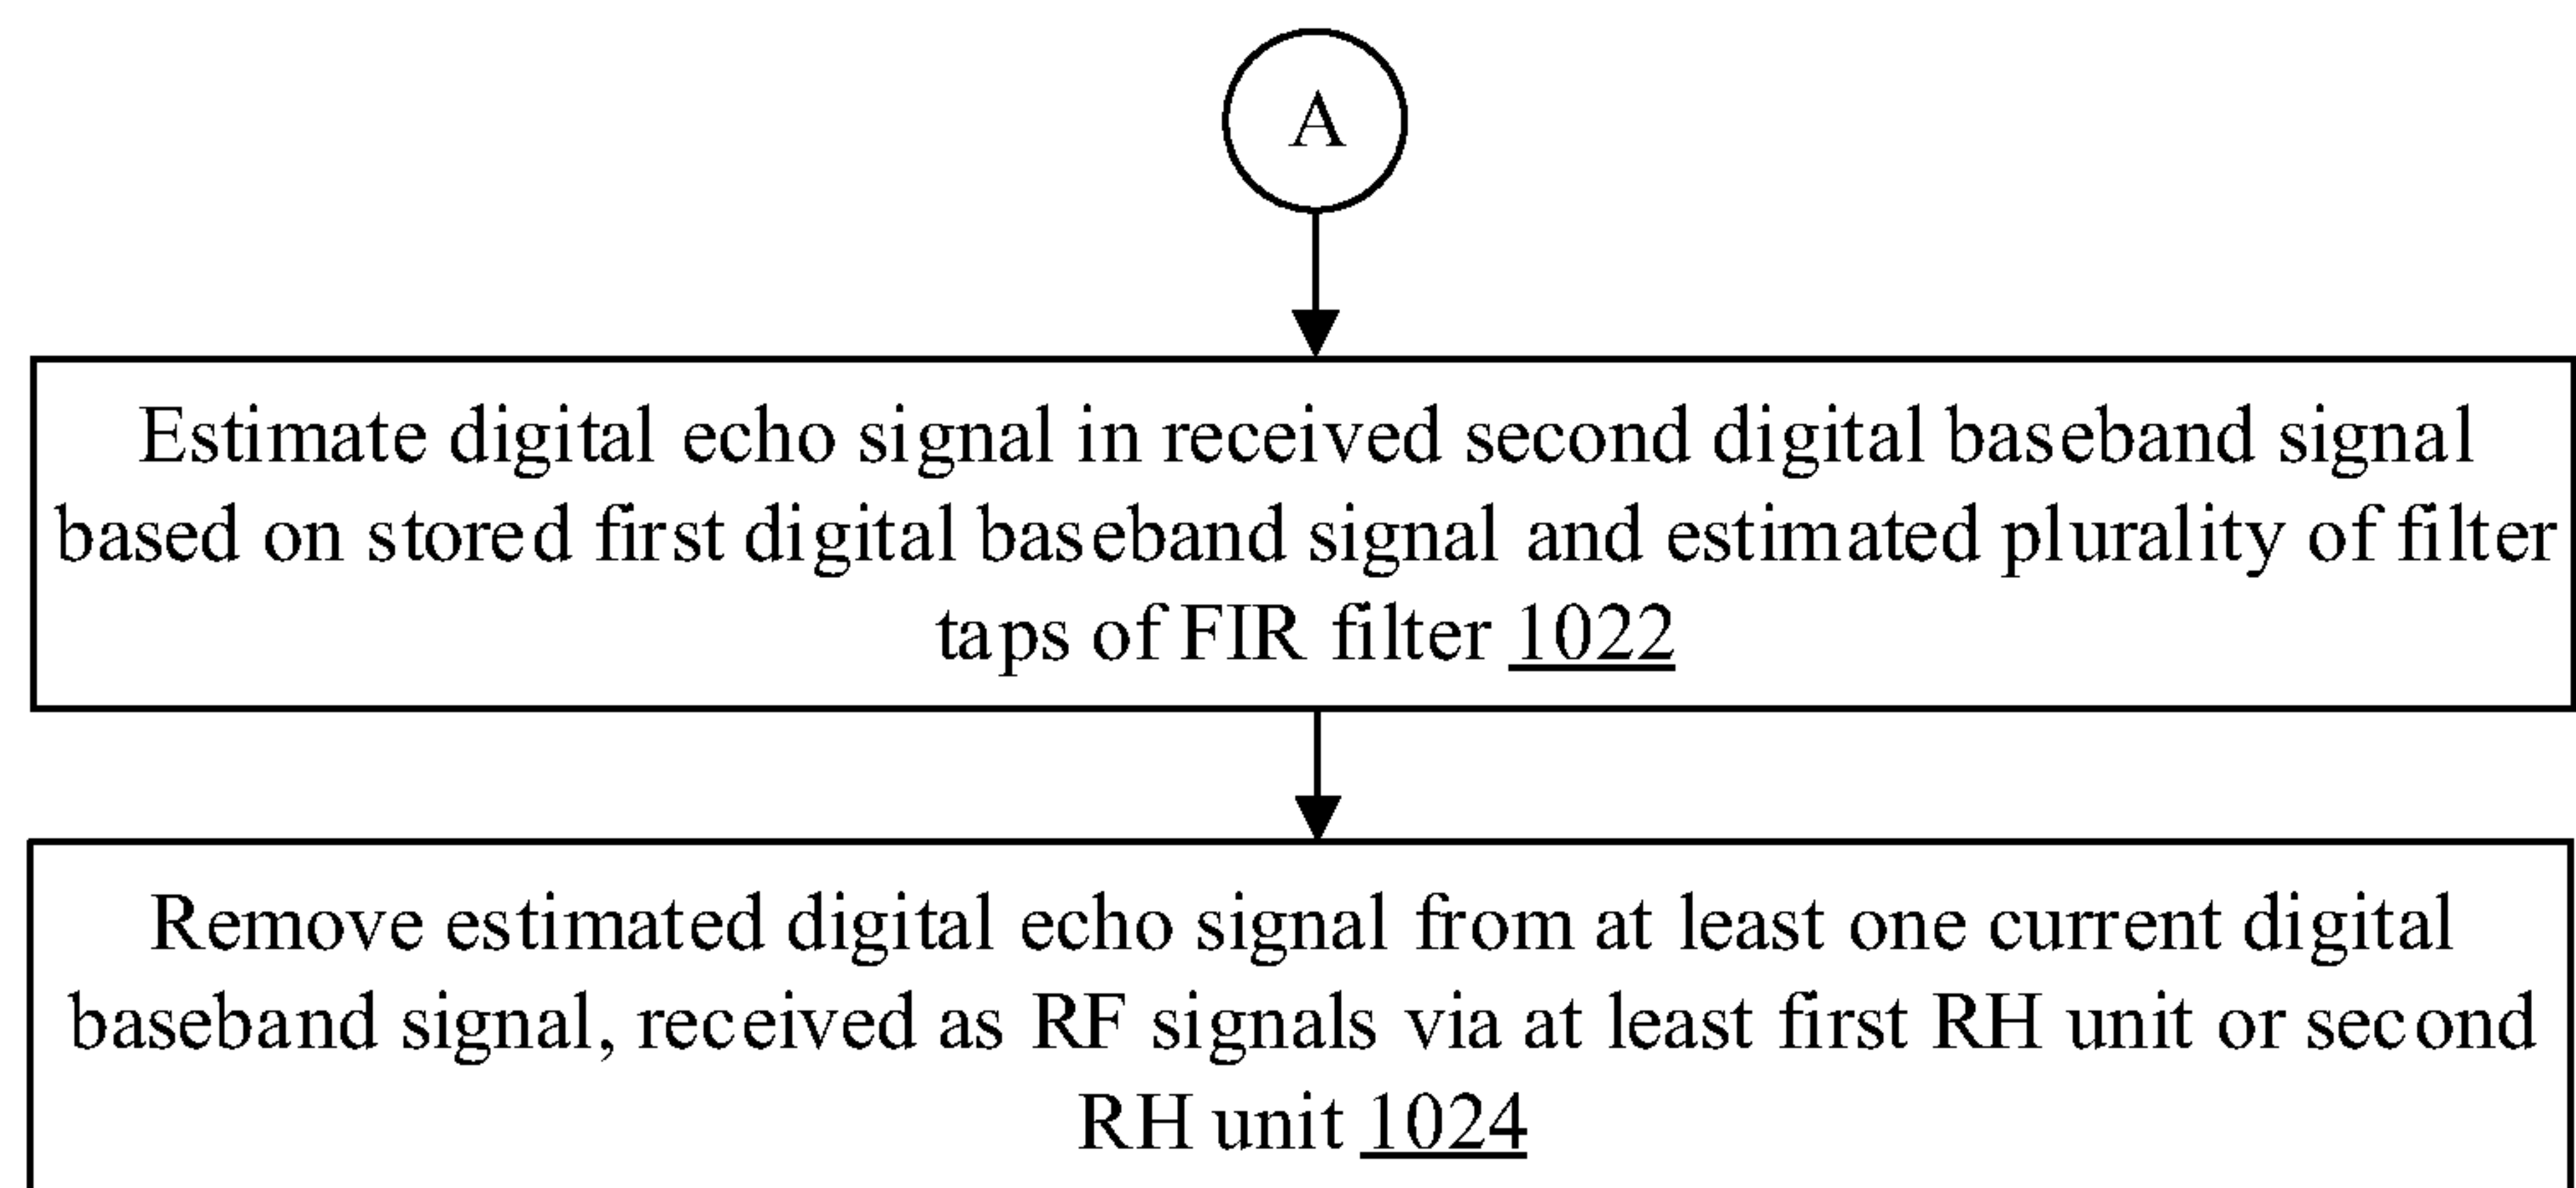 A
Estimate digital echo signal in received second digital baseband signal
based on stored first digital baseband signal and estimated plurality of filter
taps of FIR filter 1022
Remove estimated digital echo signal from at least one current digital
baseband signal, received as RF signals via at least first RH unit or second
RH unit 1024